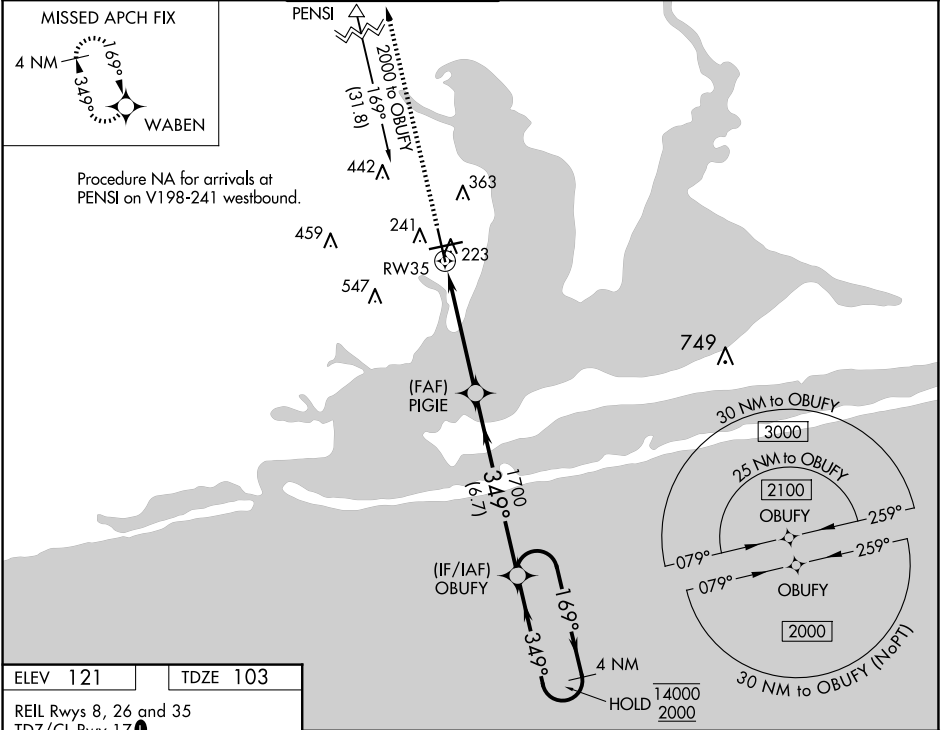 MISSED APCH FIX
4 NM
169°
349°
WABEN
PENSI
2000 to OBUFY
169°
(31.8)
Procedure NA for arrivals at
PENSI on V198-241 westbound.
442
363
459
241
223
RW35
547
749
(FAF)
PIGIE
1700
349°
(6.7)
(IF/IAF)
OBUFY
169°
349°
4 NM
HOLD
14000
2000
30 NM to OBUFY
3000
25 NM to OBUFY
2100
OBUFY
259°
079°
259°
079°
OBUFY
2000
30 NM to OBUFY (NoPT)
ELEV 121
TDZE 103
REIL Rwys 8, 26 and 35
TDZ/CL Rwy 17